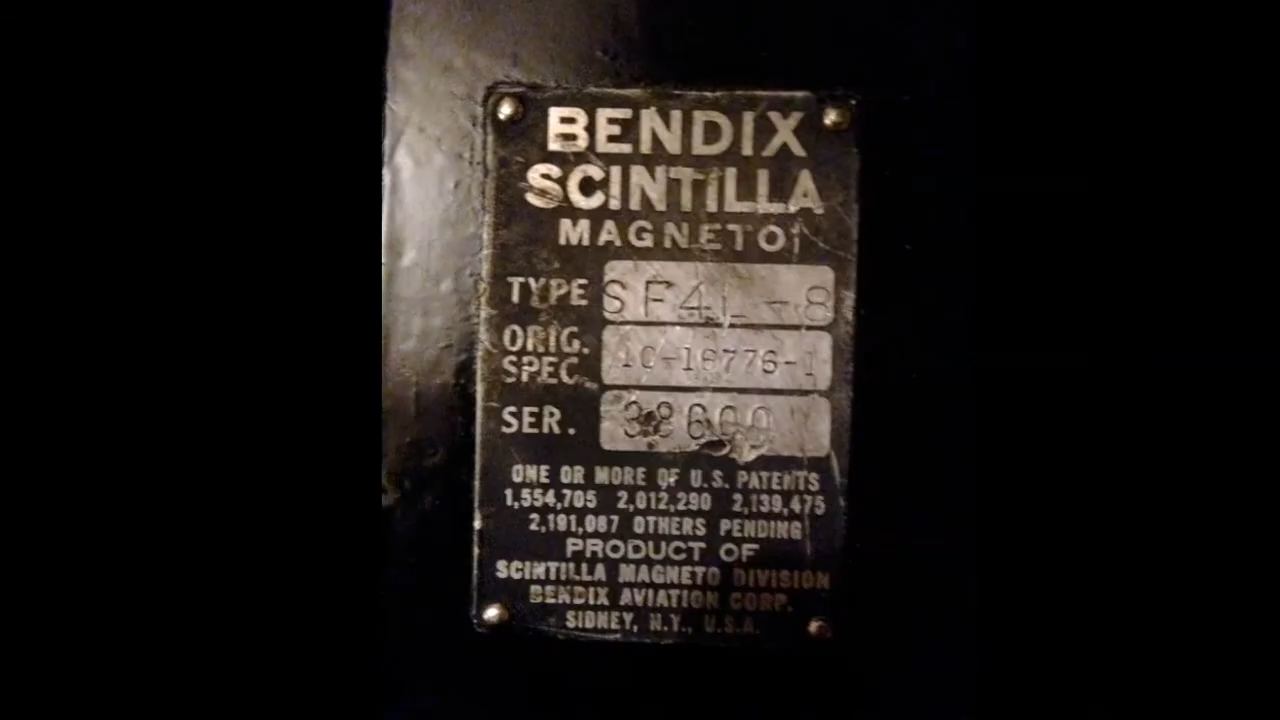 BENDIX
SCINTILLA
MAGNETO
TYPE SF4L-8
ORIG. SPEC. 10-16776-1
SER. 38600
ONE OR MORE OF U.S. PATENTS
1,554,705 2,012,290 2,139,475
2,191,087 OTHERS PENDING
PRODUCT OF
SCINTILLA MAGNETO DIVISION
BENDIX AVIATION CORP.
SIDNEY, N.Y., U.S.A.